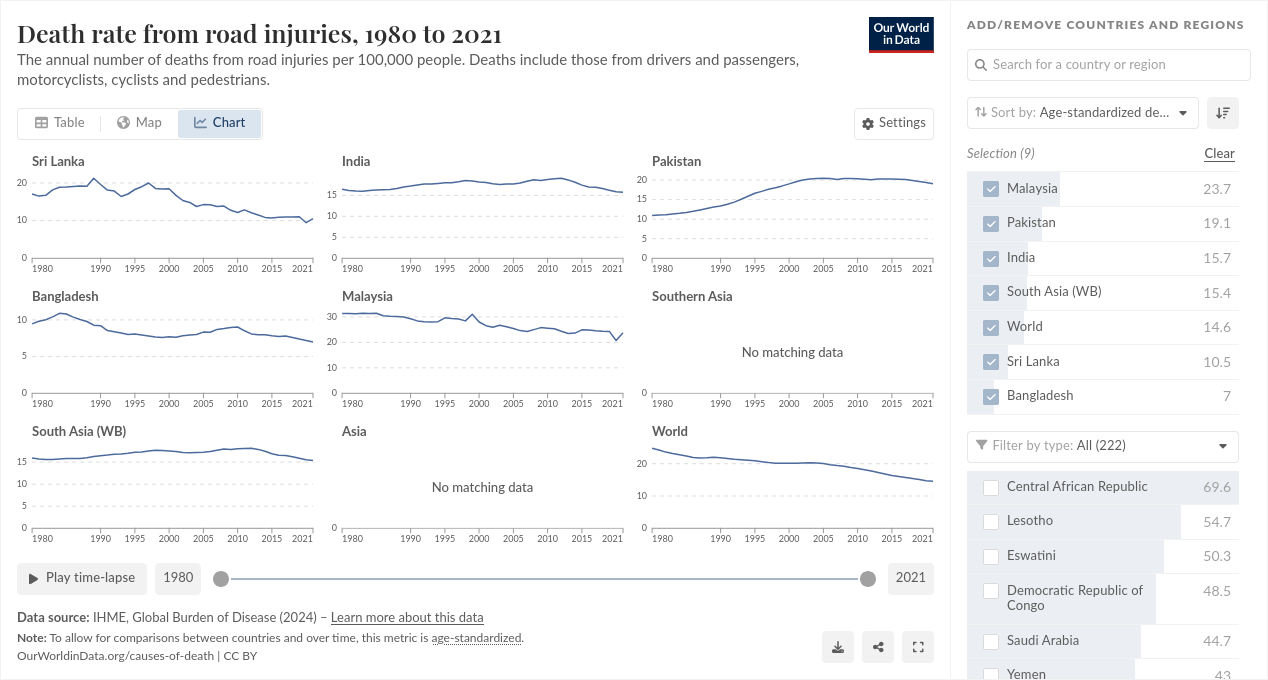 Death rate from road injuries, 1980 to 2021
The annual number of deaths from road injuries per 100,000 people. Deaths include those from drivers and passengers,
motorcyclists, cyclists and pedestrians.
Our World
in Data
Table
Map
Chart
Settings
Sri Lanka
20
10
0
1980 1990 1995 2000 2005 2010 2015 2021
India
15
10
5
0
1980 1990 1995 2000 2005 2010 2015 2021
Pakistan
20
15
10
5
0
1980 1990 1995 2000 2005 2010 2015 2021
Bangladesh
10
5
0
1980 1990 1995 2000 2005 2010 2015 2021
Malaysia
30
20
10
0
1980 1990 1995 2000 2005 2010 2015 2021
Southern Asia
No matching data
0
1980 1990 1995 2000 2005 2010 2015 2021
South Asia (WB)
15
10
5
0
1980 1990 1995 2000 2005 2010 2015 2021
Asia
No matching data
0
1980 1990 1995 2000 2005 2010 2015 2021
World
20
10
0
1980 1990 1995 2000 2005 2010 2015 2021
Play time-lapse
1980
2021
Data source: IHME, Global Burden of Disease (2024) – Learn more about this data
Note: To allow for comparisons between countries and over time, this metric is age-standardized.
OurWorldinData.org/causes-of-death | CC BY
ADD/REMOVE COUNTRIES AND REGIONS
Search for a country or region
Sort by: Age-standardized de...
Selection (9)
Clear
Malaysia 23.7
Pakistan 19.1
India 15.7
South Asia (WB) 15.4
World 14.6
Sri Lanka 10.5
Bangladesh 7
Filter by type: All (222)
Central African Republic 69.6
Lesotho 54.7
Eswatini 50.3
Democratic Republic of
Congo
48.5
Saudi Arabia 44.7
Yemen 43